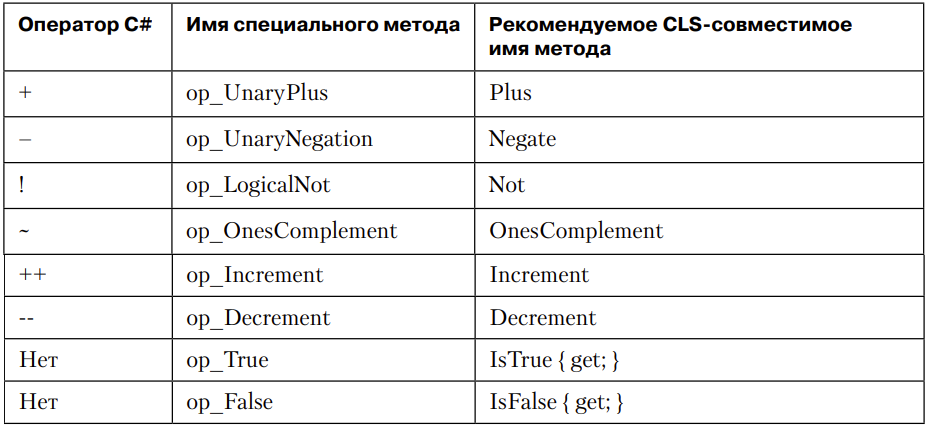 Оператор C# Имя специального метода Рекомендуемое CLS-совместимое
имя метода
+ op_UnaryPlus Plus
– op_UnaryNegation Negate
! op_LogicalNot Not
~ op_OnesComplement OnesComplement
++ op_Increment Increment
-- op_Decrement Decrement
Нет op_True IsTrue { get; }
Нет op_False IsFalse { get; }